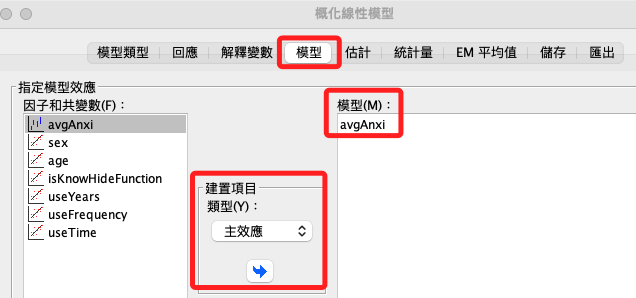 概化線性模型
模型類型 回應 解釋變數 模型 估計 統計量 EM 平均值 儲存 匯出
指定模型效應
因子和共變數(F)：
avgAnxi
sex
age
isKnowHideFunction
useYears
useFrequency
useTime
建置項目
類型(Y)：
主效應
模型(M)：
avgAnxi